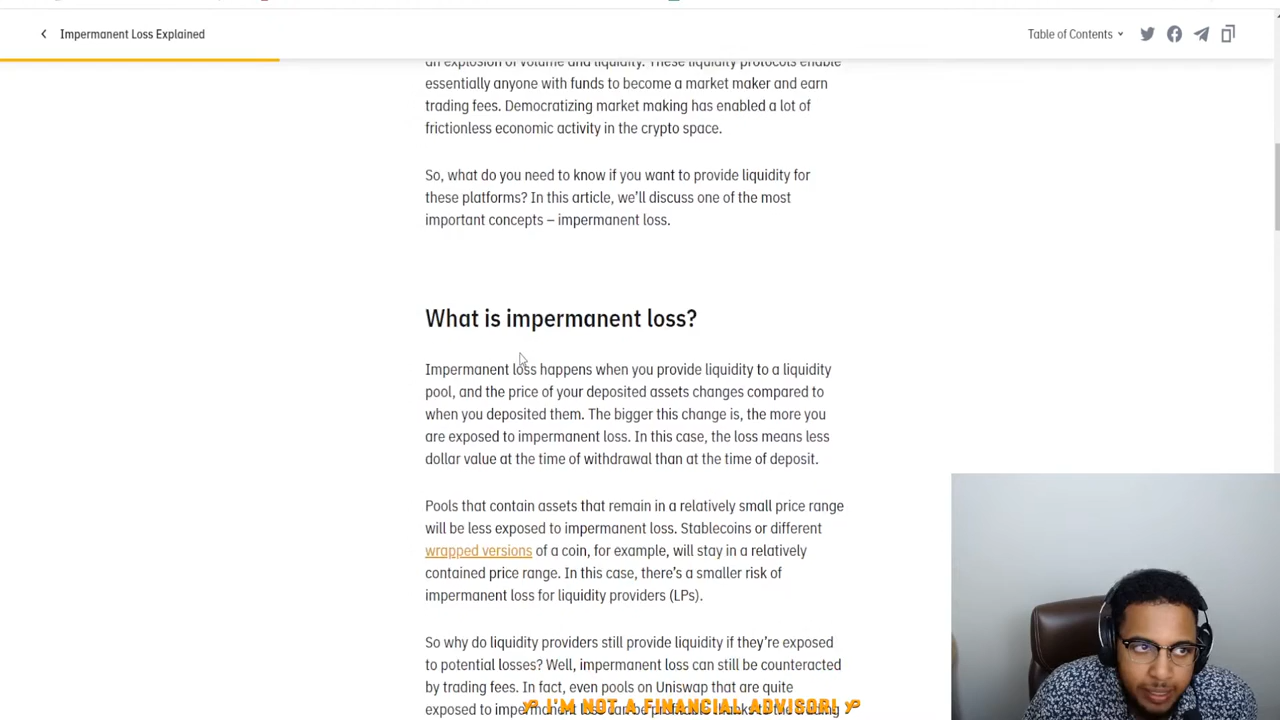 Impermanent Loss Explained
Table of Contents
an explosion of volume and liquidity. These liquidity protocols enable
essentially anyone with funds to become a market maker and earn
trading fees. Democratizing market making has enabled a lot of
frictionless economic activity in the crypto space.
So, what do you need to know if you want to provide liquidity for
these platforms? In this article, we'll discuss one of the most
important concepts – impermanent loss.
What is impermanent loss?
Impermanent loss happens when you provide liquidity to a liquidity
pool, and the price of your deposited assets changes compared to
when you deposited them. The bigger this change is, the more you
are exposed to impermanent loss. In this case, the loss means less
dollar value at the time of withdrawal than at the time of deposit.
Pools that contain assets that remain in a relatively small price range
will be less exposed to impermanent loss. Stablecoins or different
wrapped versions of a coin, for example, will stay in a relatively
contained price range. In this case, there's a smaller risk of
impermanent loss for liquidity providers (LPs).
So why do liquidity providers still provide liquidity if they're exposed
to potential losses? Well, impermanent loss can still be counteracted
by trading fees. In fact, even pools on Uniswap that are quite
exposed to impermanent loss can be profitable thanks to the trading
I'M NOT A FINANCIAL ADVISOR!